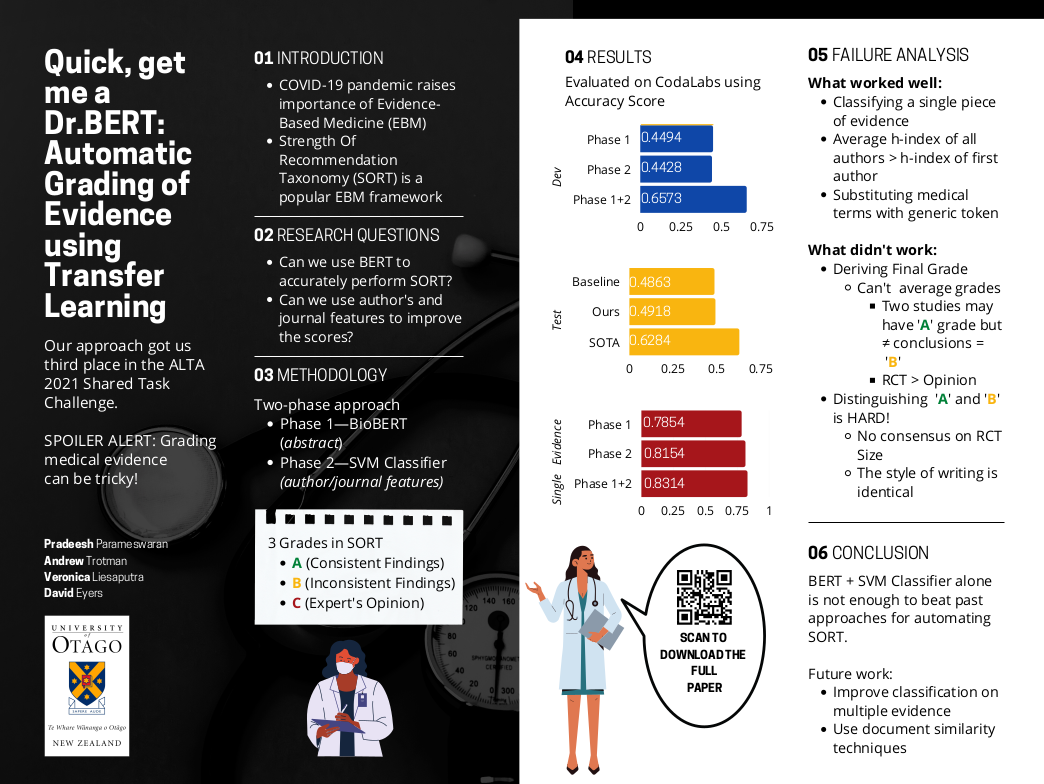 Quick, get
me a
Dr.BERT:
Automatic
Grading of
Evidence
using
Transfer
Learning
Our approach got us
third place in the ALTA
2021 Shared Task
Challenge.
SPOILER ALERT: Grading
medical evidence
can be tricky!
Pradeesh Parameswaran
Andrew Trotman
Veronica Liesaputra
David Eyers
UNIVERSITY
of
OTAGO
SAPERE AUDE
Te Whare Wānanga o Otāgo
NEW ZEALAND
01 INTRODUCTION
• COVID-19 pandemic raises
importance of Evidence-
Based Medicine (EBM)
• Strength Of
Recommendation
Taxonomy (SORT) is a
popular EBM framework
02 RESEARCH QUESTIONS
• Can we use BERT to
accurately perform SORT?
• Can we use author's and
journal features to improve
the scores?
03 METHODOLOGY
Two-phase approach
• Phase 1—BioBERT
(abstract)
• Phase 2—SVM Classifier
(author/journal features)
3 Grades in SORT
• A (Consistent Findings)
• B (Inconsistent Findings)
• C (Expert's Opinion)
04 RESULTS
Evaluated on CodaLabs using
Accuracy Score
Dev
Phase 1 0.4494
Phase 2 0.4428
Phase 1+2 0.6573
0 0.25 0.5 0.75
Test
Baseline 0.4863
Ours 0.4918
SOTA 0.6284
0 0.25 0.5 0.75
Single Evidence
Phase 1 0.7854
Phase 2 0.8154
Phase 1+2 0.8314
0 0.25 0.5 0.75 1
SCAN TO
DOWNLOAD THE
FULL
PAPER
05 FAILURE ANALYSIS
What worked well:
• Classifying a single piece
of evidence
• Average h-index of all
authors > h-index of first
author
• Substituting medical
terms with generic token
What didn't work:
• Deriving Final Grade
Can't average grades
Two studies may
have 'A' grade but
≠ conclusions =
'B'
RCT > Opinion
• Distinguishing 'A' and 'B'
is HARD!
No consensus on RCT
Size
The style of writing is
identical
06 CONCLUSION
BERT + SVM Classifier alone
is not enough to beat past
approaches for automating
SORT.
Future work:
• Improve classification on
multiple evidence
• Use document similarity
techniques